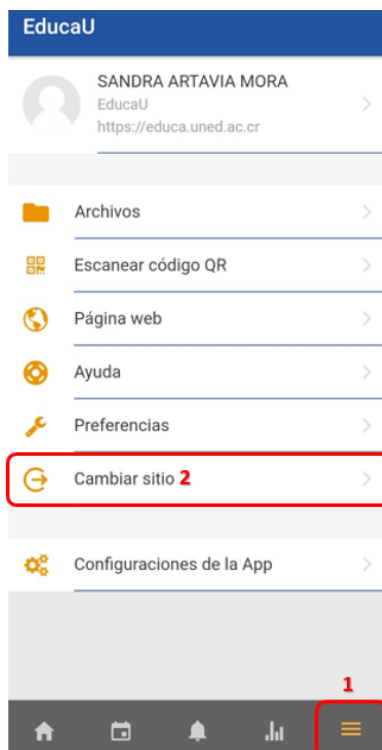 EducaU
SANDRA ARTAVIA MORA
EducaU
https://educa.uned.ac.cr
Archivos
Escanear código QR
Página web
Ayuda
Preferencias
Cambiar sitio 2
Configuraciones de la App
1